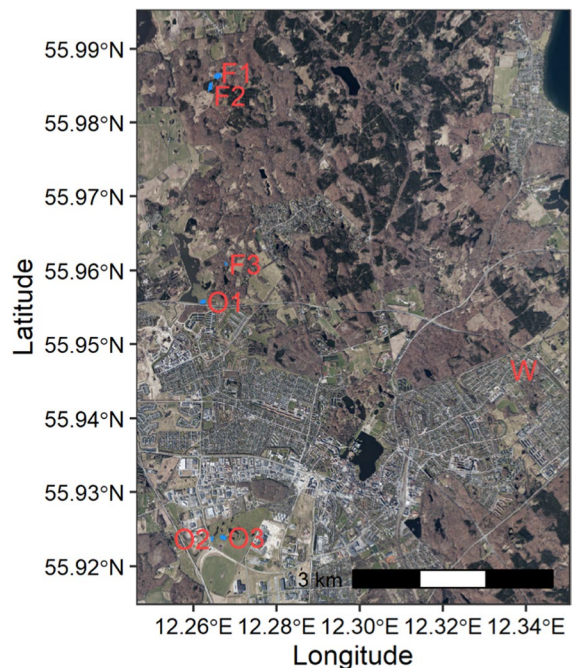 55.99°N
F1
F2
55.98°N
55.97°N
55.96°N
F3
O1
55.95°N
W
55.94°N
55.93°N
O2 O3
55.92°N
3 km
12.26°E 12.28°E 12.30°E 12.32°E 12.34°E
Longitude
Latitude